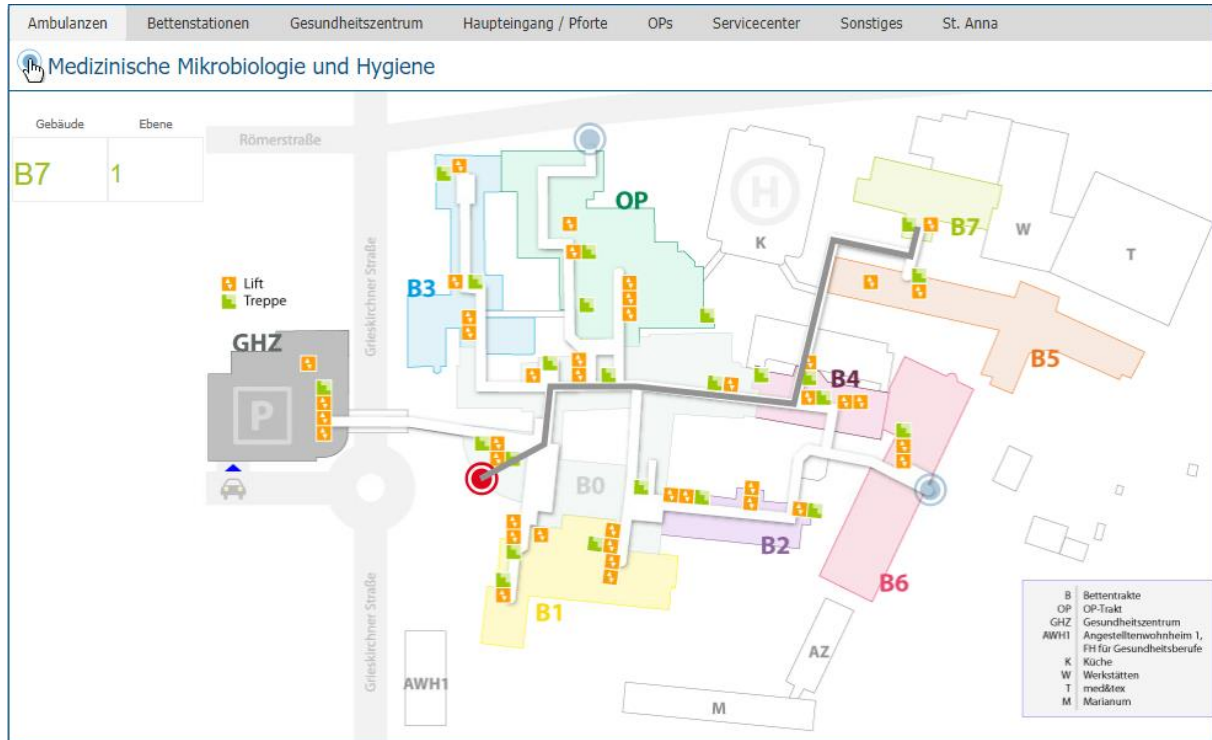 Ambulanzen Bettenstationen Gesundheitszentrum Haupteingang / Pforte OPs Servicecenter Sonstiges St. Anna
Medizinische Mikrobiologie und Hygiene
Gebäude Ebene
B7 1
Römerstraße
OP
H
K
B7
W
T
Grieskirchner Straße
B3
Lift
Treppe
GHZ
P
B5
B4
B0
B2
B6
B1
Grieskirchner Straße
AWH1
AZ
M
B Bettentrakte
OP OP-Trakt
GHZ Gesundheitszentrum
AWH1 Angestelltenwohnheim 1,
FH für Gesundheitsberufe
K Küche
W Werkstätten
T med&tex
M Marianum